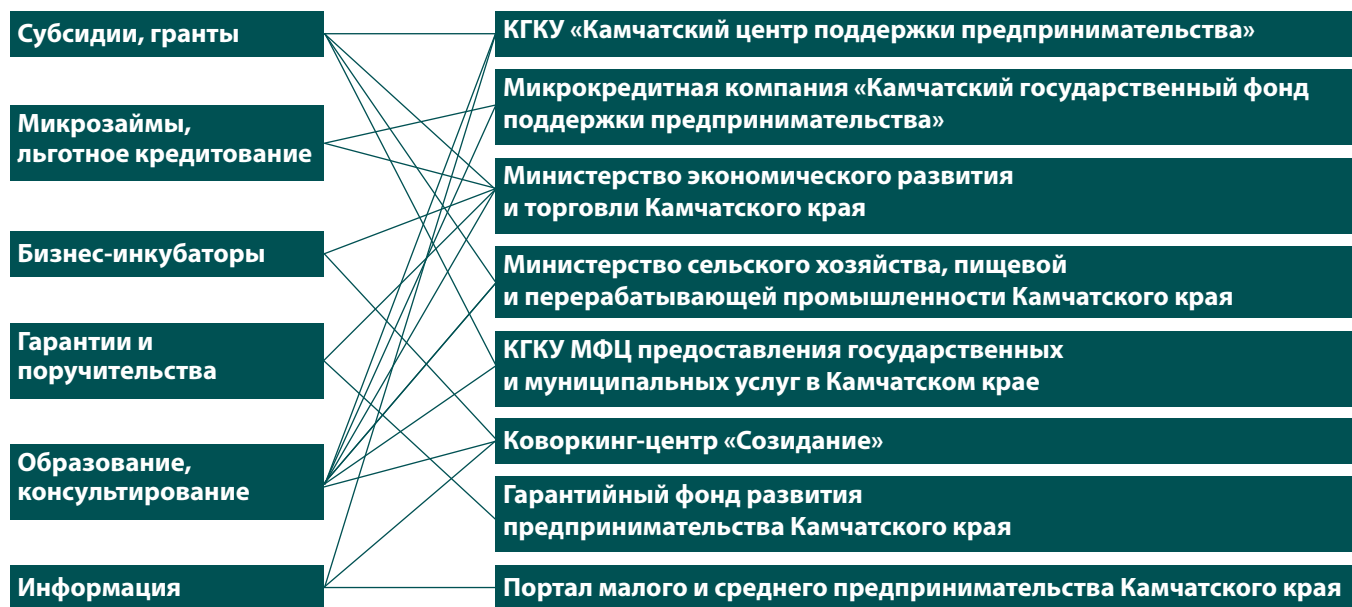 Субсидии, гранты
Микрозаймы,
льготное кредитование
Бизнес-инкубаторы
Гарантии и
поручительства
Образование,
консультирование
Информация
КГКУ «Камчатский центр поддержки предпринимательства»
Микрокредитная компания «Камчатский государственный фонд
поддержки предпринимательства»
Министерство экономического развития
и торговли Камчатского края
Министерство сельского хозяйства, пищевой
и перерабатывающей промышленности Камчатского края
КГКУ МФЦ предоставления государственных
и муниципальных услуг в Камчатском крае
Коворкинг-центр «Созидание»
Гарантийный фонд развития
предпринимательства Камчатского края
Портал малого и среднего предпринимательства Камчатского края